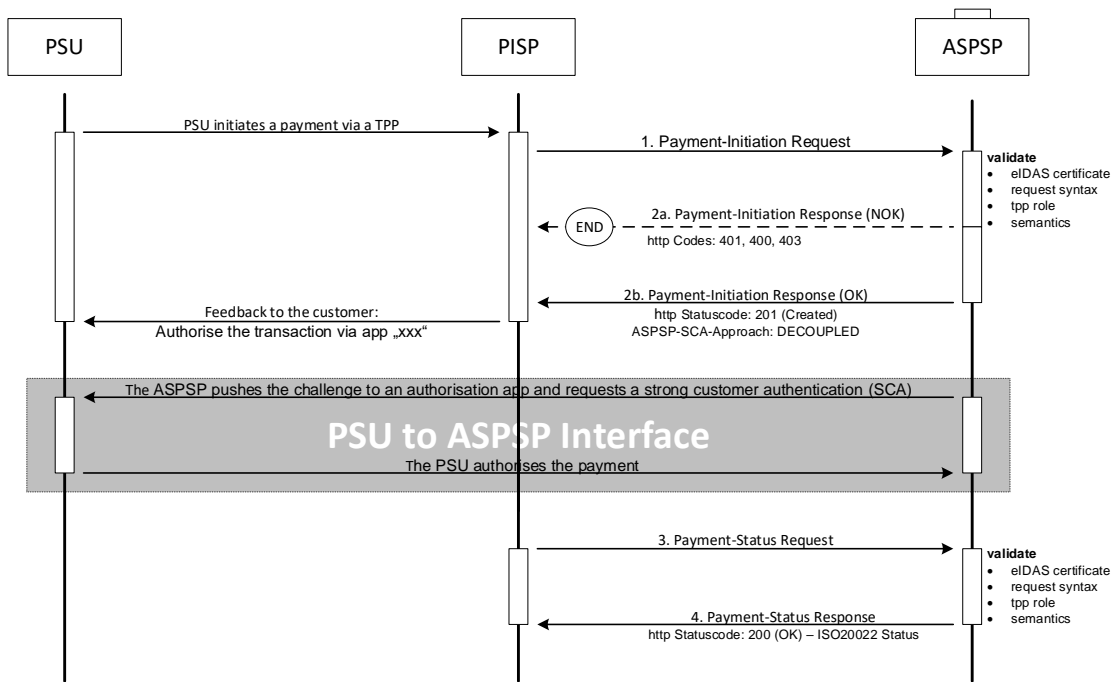 PSU
PISP
ASPSP
PSU initiates a payment via a TPP
1. Payment-Initiation Request
validate
• eIDAS certificate
• request syntax
• tpp role
• semantics
2a. Payment-Initiation Response (NOK)
END
http Codes: 401, 400, 403
2b. Payment-Initiation Response (OK)
http Statuscode: 201 (Created)
ASPSP-SCA-Approach: DECOUPLED
Feedback to the customer:
Authorise the transaction via app „xxx“
The ASPSP pushes the challenge to an authorisation app and requests a strong customer authentication (SCA)
PSU to ASPSP Interface
The PSU authorises the payment
3. Payment-Status Request
validate
• eIDAS certificate
• request syntax
• tpp role
• semantics
4. Payment-Status Response
http Statuscode: 200 (OK) – ISO20022 Status